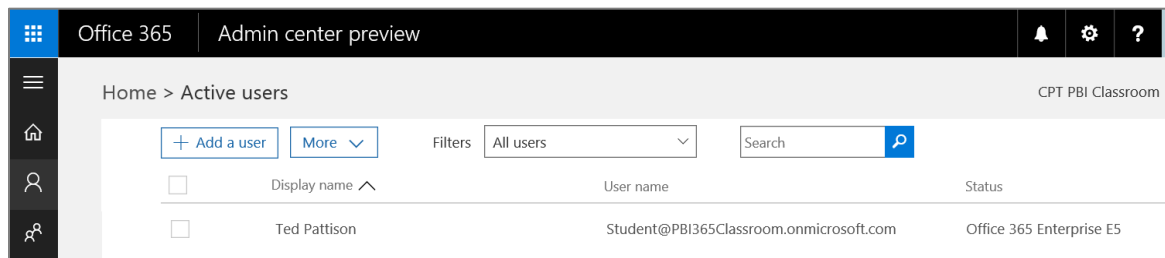 Office 365 Admin center preview ?
Home > Active users CPT PBI Classroom
+ Add a user More Filters All users Search
Display name User name Status
Ted Pattison Student@PBI365Classroom.onmicrosoft.com Office 365 Enterprise E5